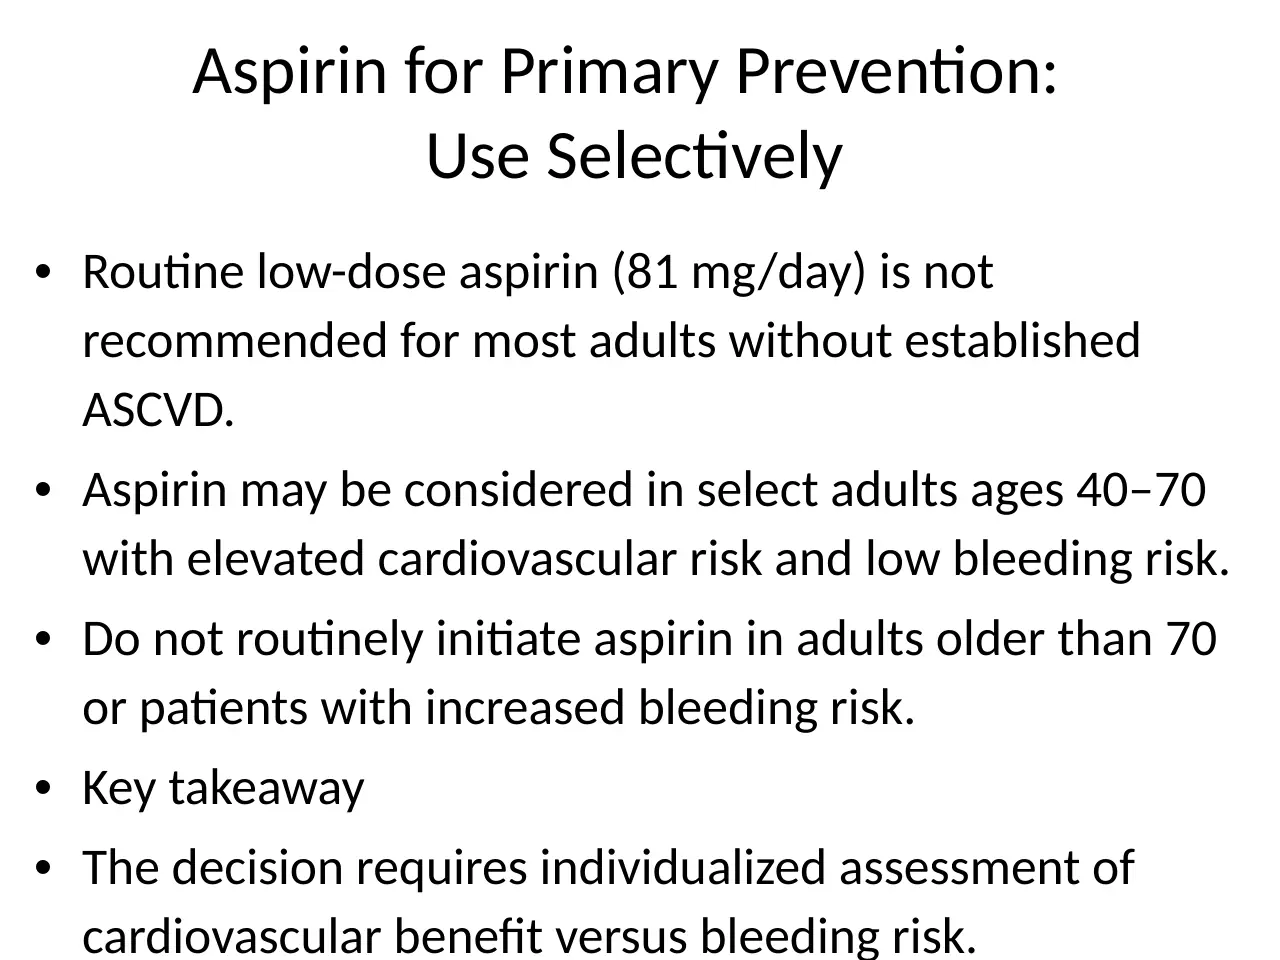 Aspirin for Primary Prevention:
Use Selectively
• Routine low-dose aspirin (81 mg/day) is not
recommended for most adults without established
ASCVD.
• Aspirin may be considered in select adults ages 40–70
with elevated cardiovascular risk and low bleeding risk.
• Do not routinely initiate aspirin in adults older than 70
or patients with increased bleeding risk.
• Key takeaway
• The decision requires individualized assessment of
cardiovascular benefit versus bleeding risk.